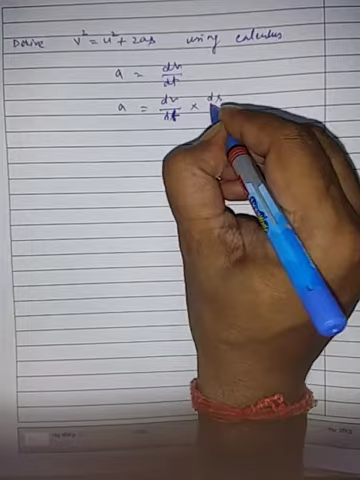 Derive v² = u² + 2as using calculus
a = dv/dt
a = dv/dt × ds